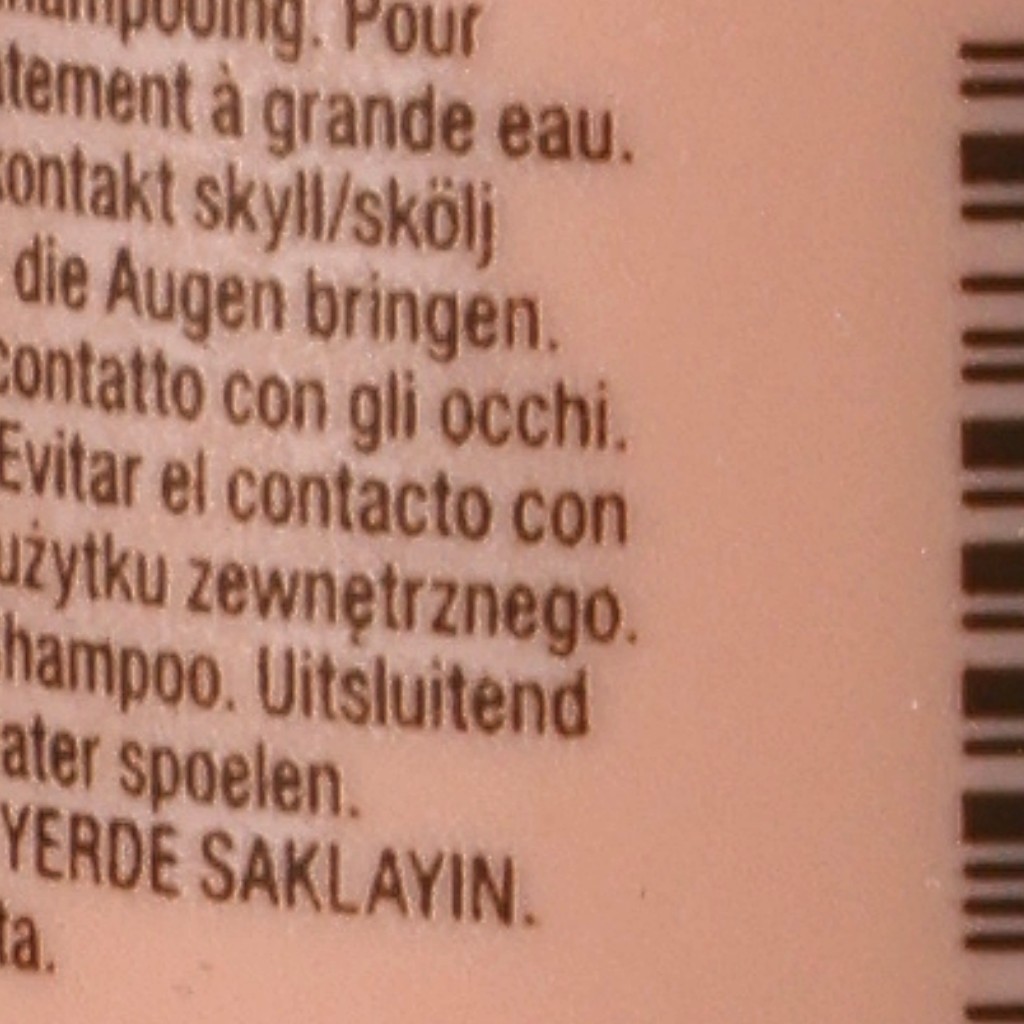 hampooing. Pour
tement à grande eau.
ontakt skyll/skölj
die Augen bringen.
contatto con gli occhi.
Evitar el contacto con
użytku zewnętrznego.
hampoo. Uitsluitend
ater spoelen.
YERDE SAKLAYIN.
ta.